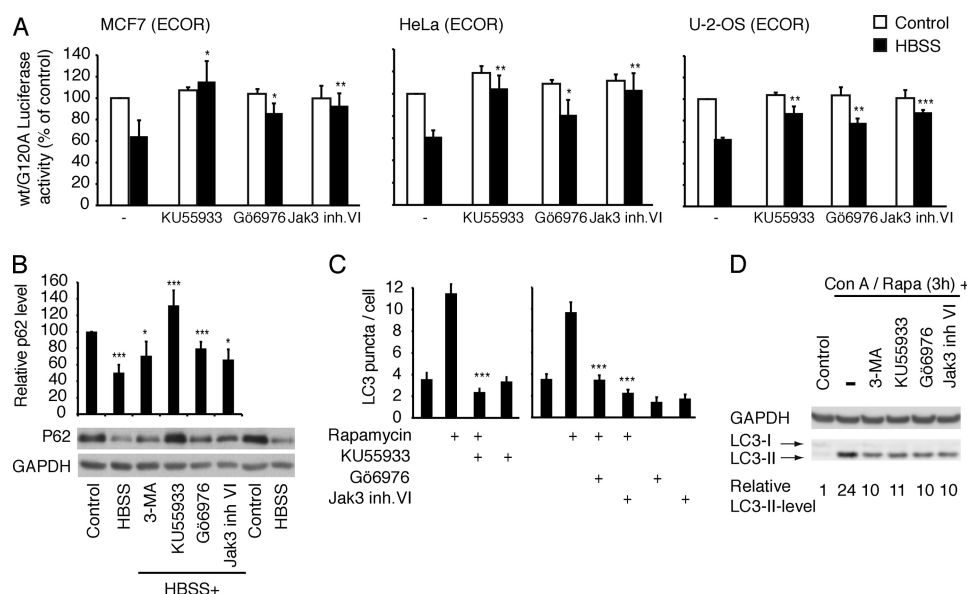 A
MCF7 (ECOR)
HeLa (ECOR)
U-2-OS (ECOR)
Control
HBSS
wt/G120A Luciferase
activity (% of control)
140
120
100
80
60
40
20
0
*
*
**
**
*
**
**
**
***
- KU55933 Gö6976 Jak3 inh.VI
- KU55933 Gö6976 Jak3 inh.VI
- KU55933 Gö6976 Jak3 inh.VI
B
Relative p62 level
160
140
120
100
80
60
40
20
0
***
*
***
***
*
P62
GAPDH
Control
HBSS
3-MA
KU55933
Gö6976
Jak3 inh VI
Control
HBSS
HBSS+
C
LC3 puncta / cell
12
10
8
6
4
2
0
***
***
***
Rapamycin + + + + +
KU55933 + +
Gö6976 + +
Jak3 inh.VI + +
D
Con A / Rapa (3h) +
Control
-
3-MA
KU55933
Gö6976
Jak3 inh VI
GAPDH
LC3-I
LC3-II
Relative 1 24 10 11 10 10
LC3-II-level